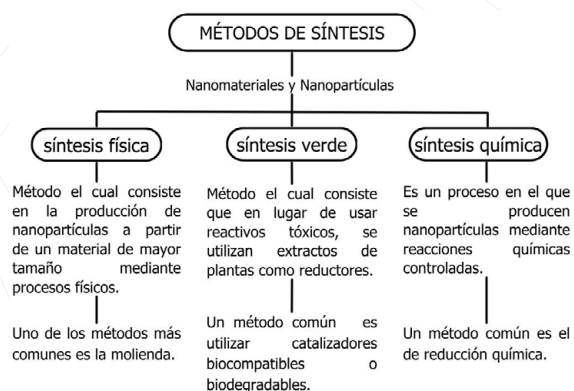 MÉTODOS DE SÍNTESIS
Nanomateriales y Nanopartículas
síntesis física
Método el cual consiste
en la producción de
nanopartículas a partir
de un material de mayor
tamaño mediante
procesos físicos.
Uno de los métodos más
comunes es la molienda.
síntesis verde
Método el cual consiste
que en lugar de usar
reactivos tóxicos, se
utilizan extractos de
plantas como reductores.
Un método común es
utilizar catalizadores
biocompatibles o
biodegradables.
síntesis química
Es un proceso en el que
se producen
nanopartículas mediante
reacciones químicas
controladas.
Un método común es el
de reducción química.